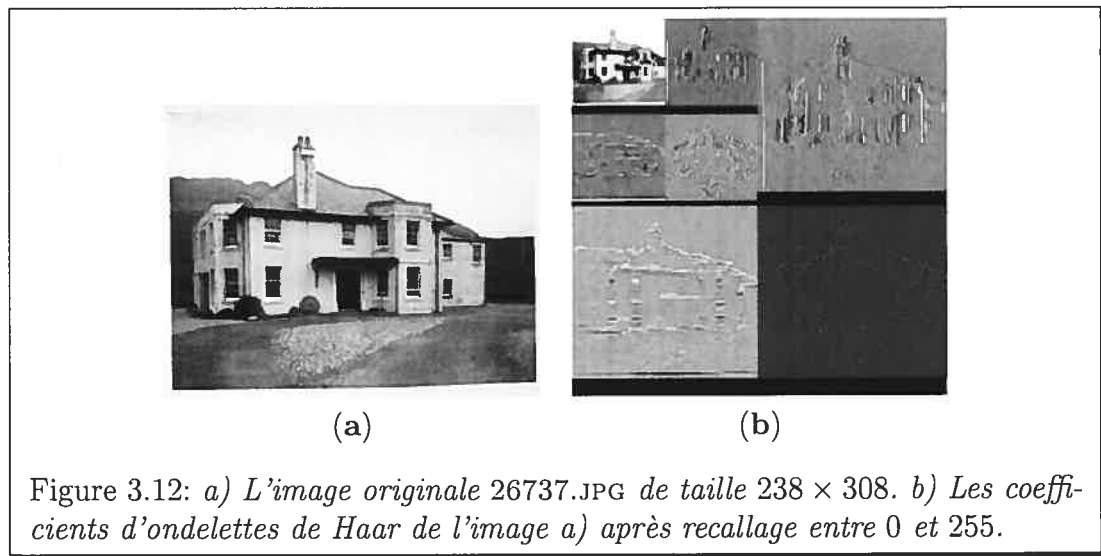 (a) (b)
Figure 3.12: a) L'image originale 26737.JPG de taille 238 × 308. b) Les coeffi-
cients d'ondelettes de Haar de l'image a) après recallage entre 0 et 255.